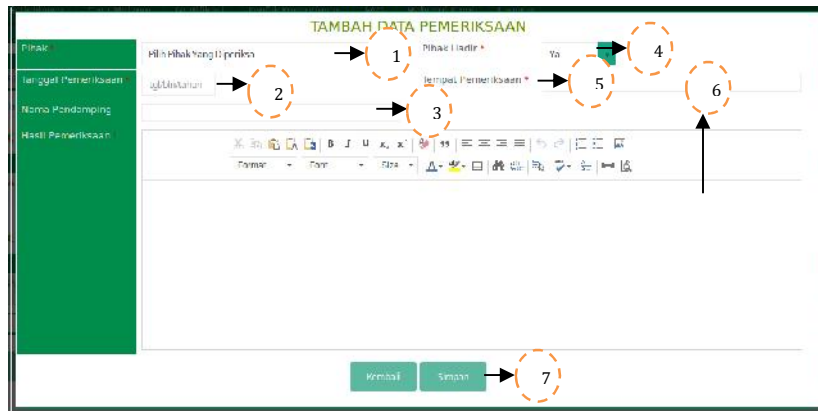 TAMBAH DATA PEMERIKSAAN
Pihak Pilih Pihak Yang Diperiksa 1 Pihak Hadir * Ya 4
Tanggal Pemeriksaan * tgl/bln/tahun 2 Tempat Pemeriksaan * 5 6
Nama Pendamping 3
Hasil Pemeriksaan
B I U x, x'
Format Font Size A
Kembali Simpan 7